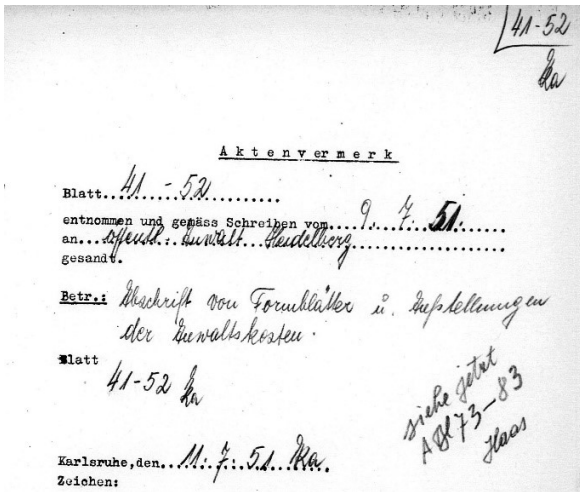 41-52
Ka
Aktenvermerk
Blatt..41 - 52..........
entnommen und gemäss Schreiben vom....9. 7. 51.
an....öffentl. Anwalt Heidelberg....................
gesandt.
Betr.: Abschrift von Formblätter u. Aufstellungen
der Anwaltskosten.
Blatt
41-52 Ka
siehe jetzt
73-83
Haas
Karlsruhe,den..11.7.51. Ka..
Zeichen: